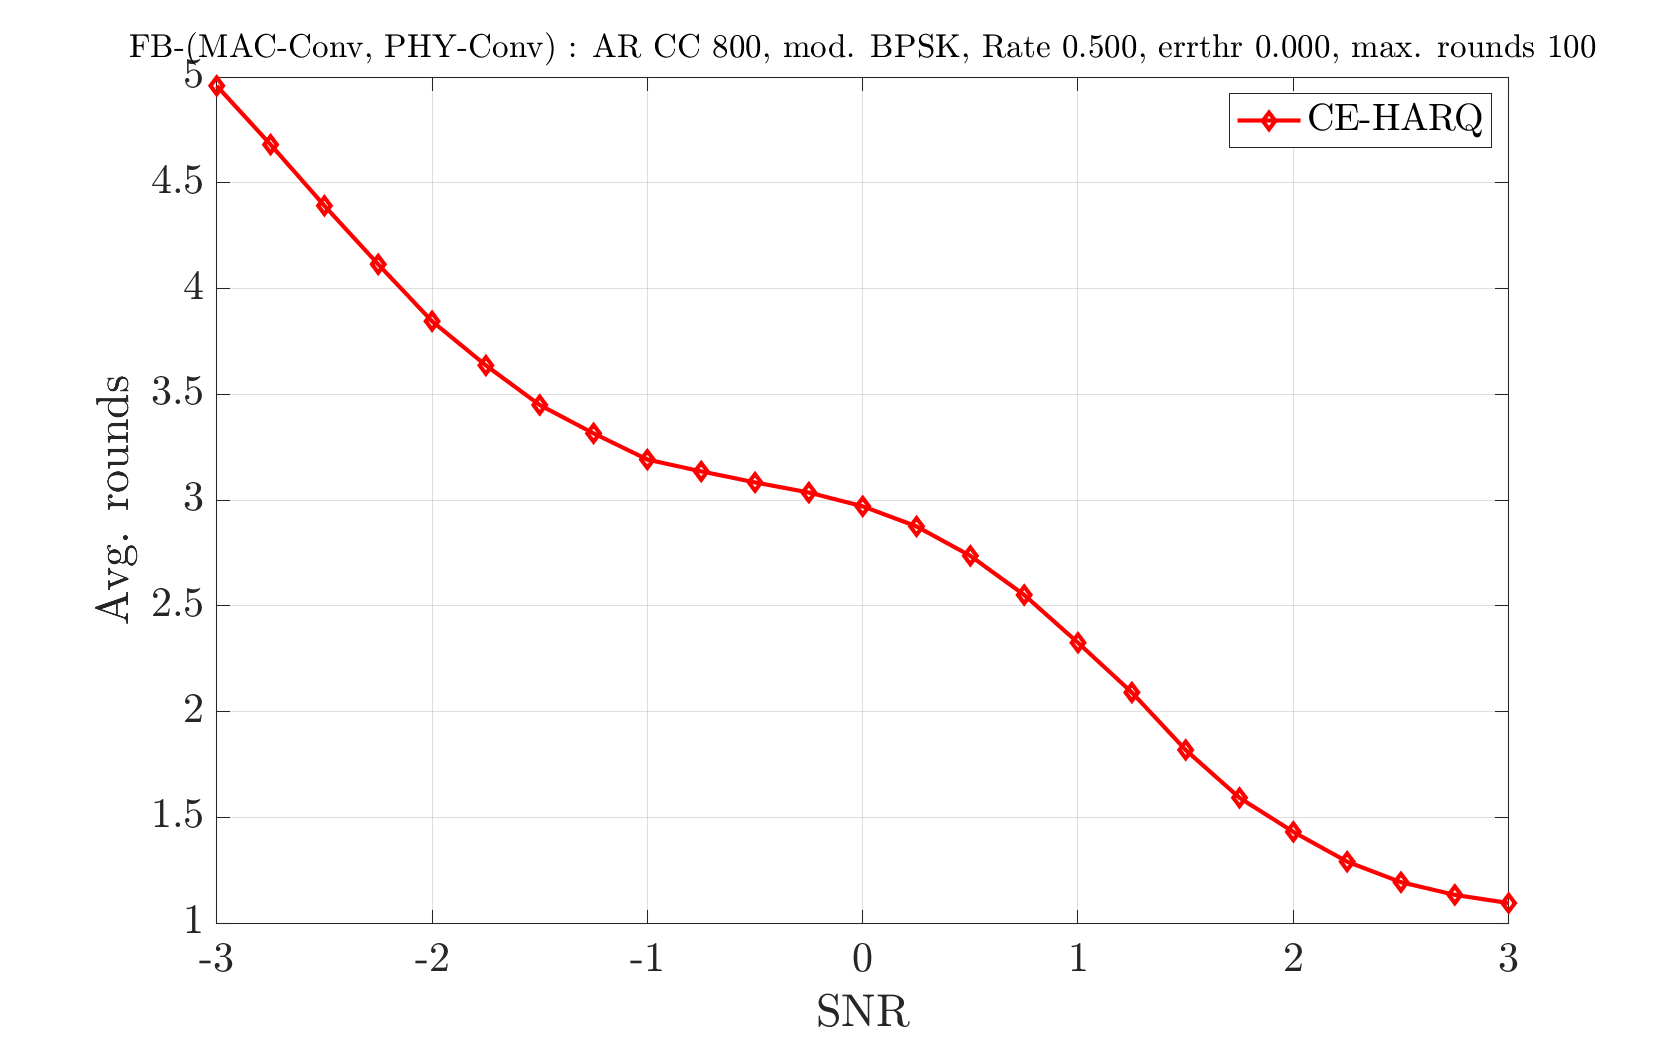 FB-(MAC-Conv, PHY-Conv) : AR CC 800, mod. BPSK, Rate 0.500, errthr 0.000, max. rounds 100
CE-HARQ
5
4.5
4
3.5
3
2.5
2
1.5
1
Avg. rounds
-3 -2 -1 0 1 2 3
SNR